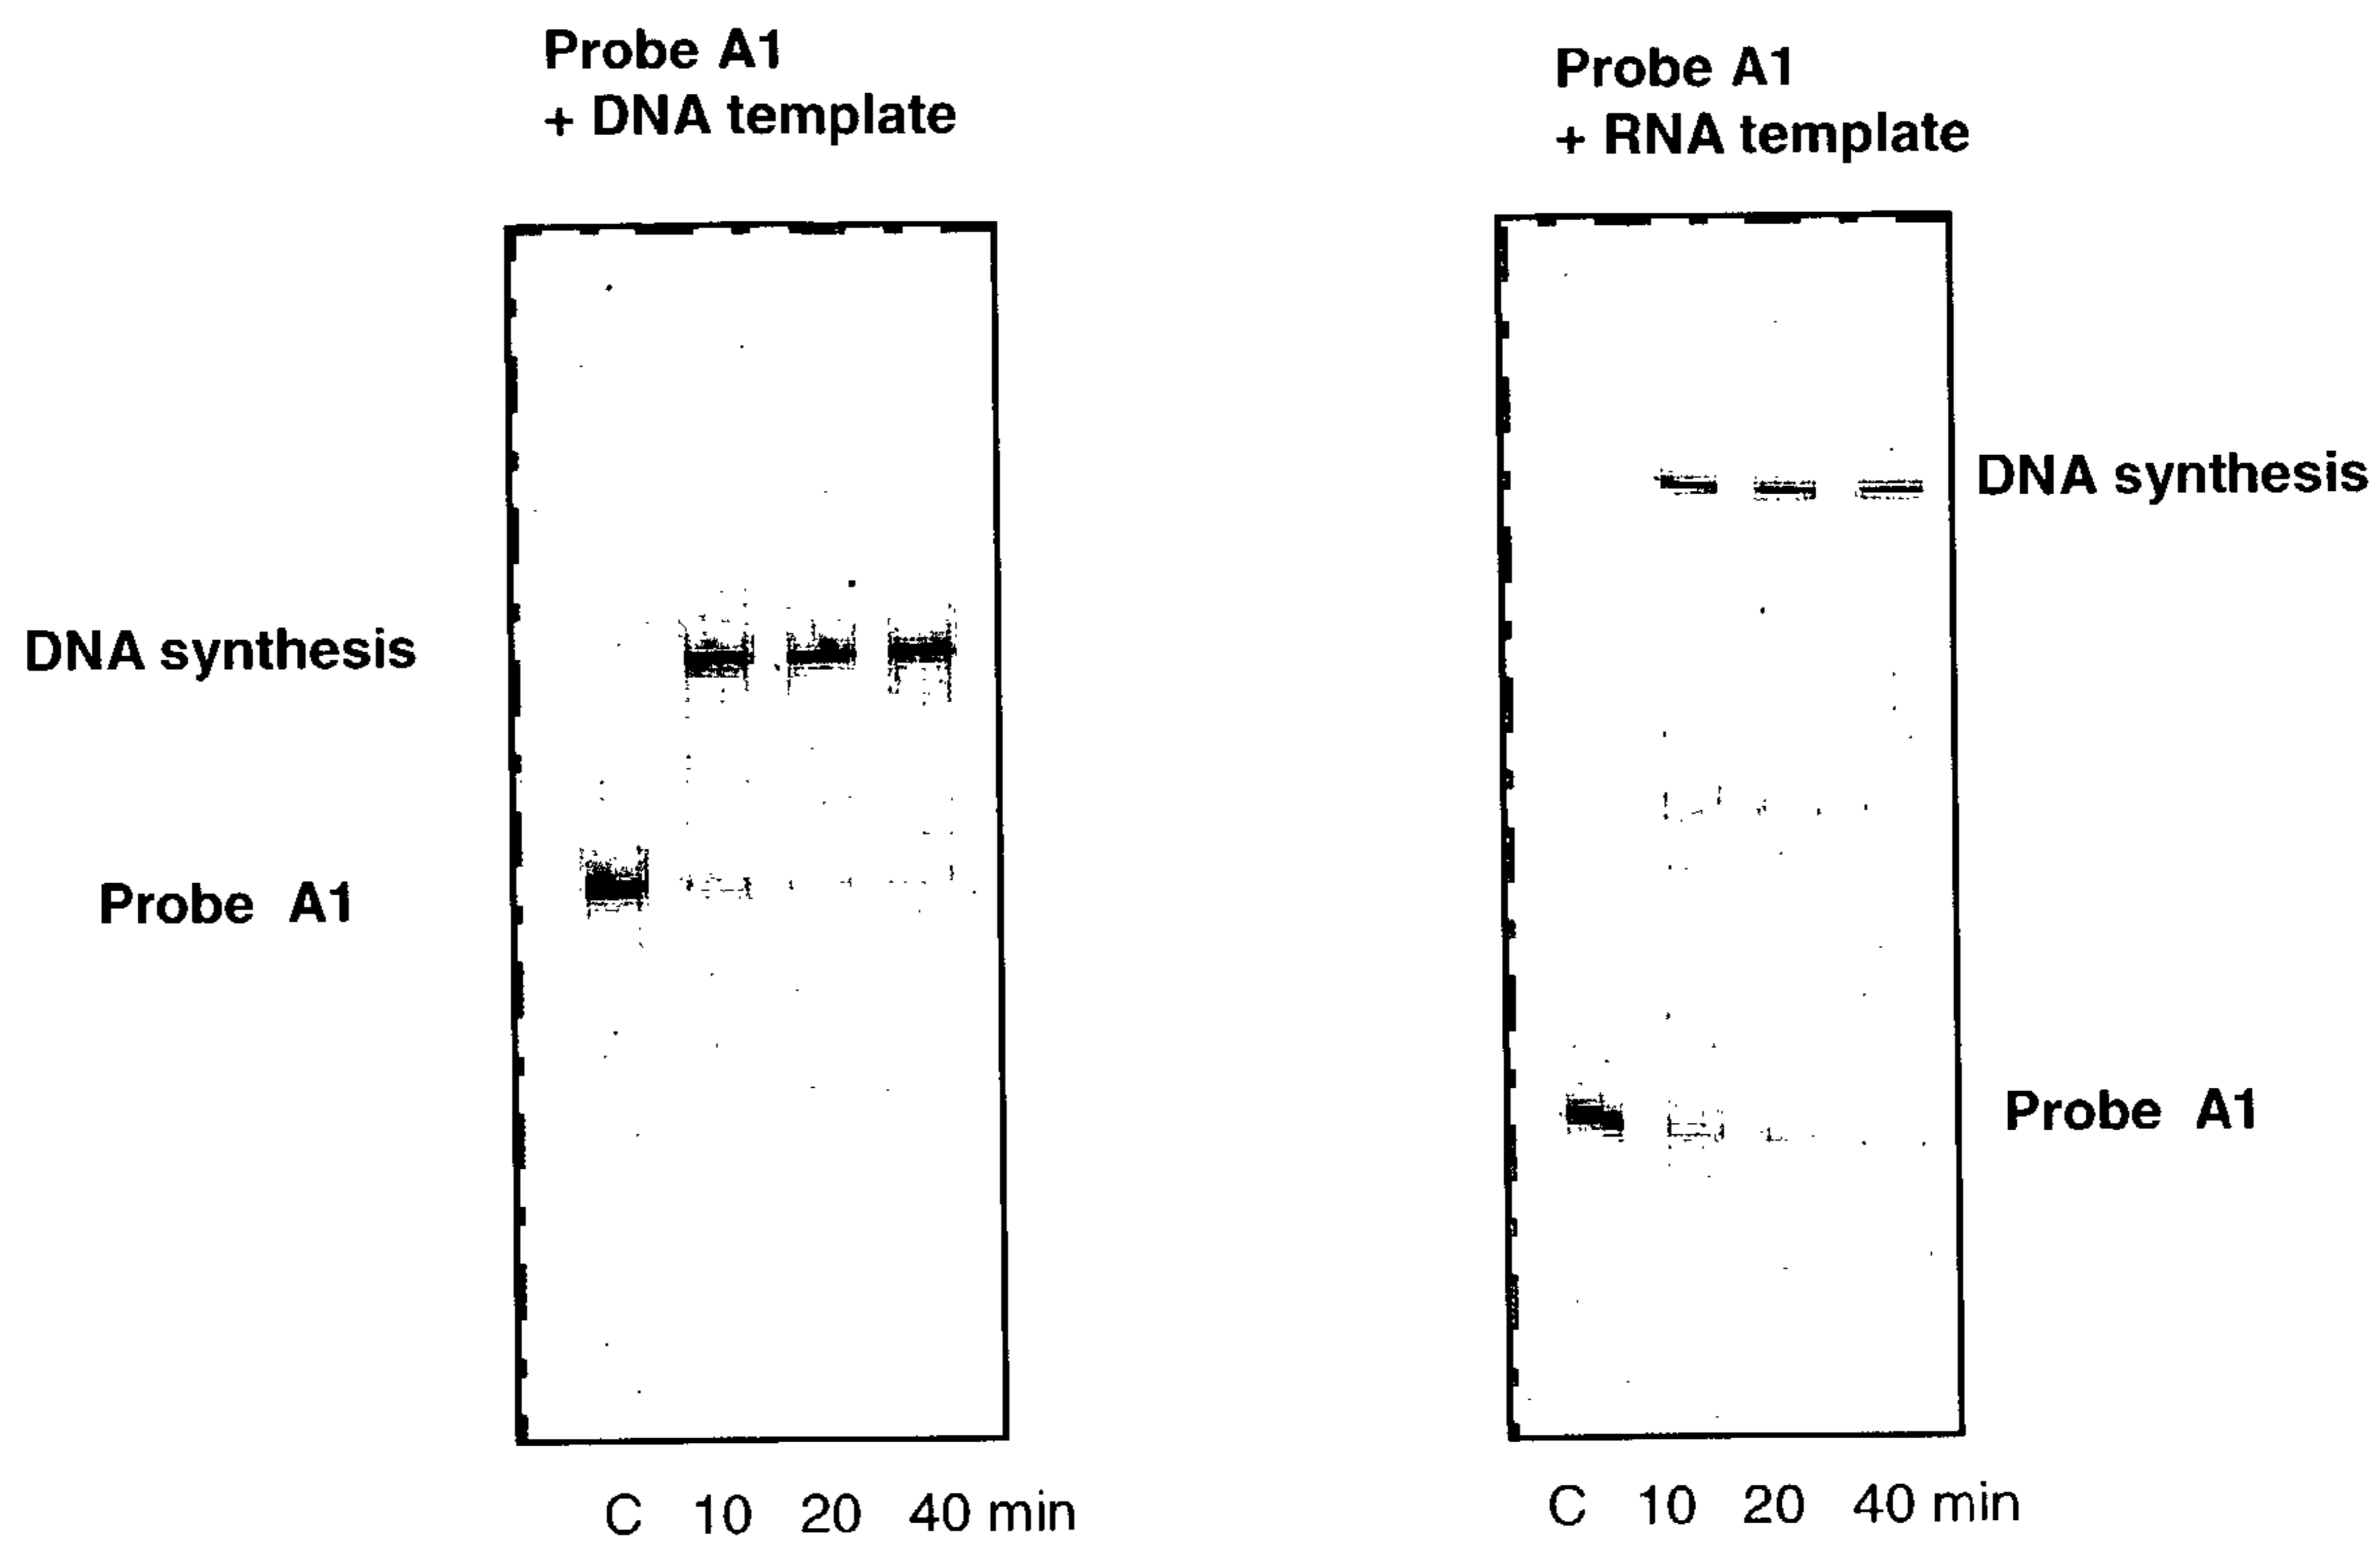 Probe A1
+ DNA template
DNA synthesis
Probe A1
C 10 20 40 min
Probe A1
+ RNA template
DNA synthesis
Probe A1
C 10 20 40 min